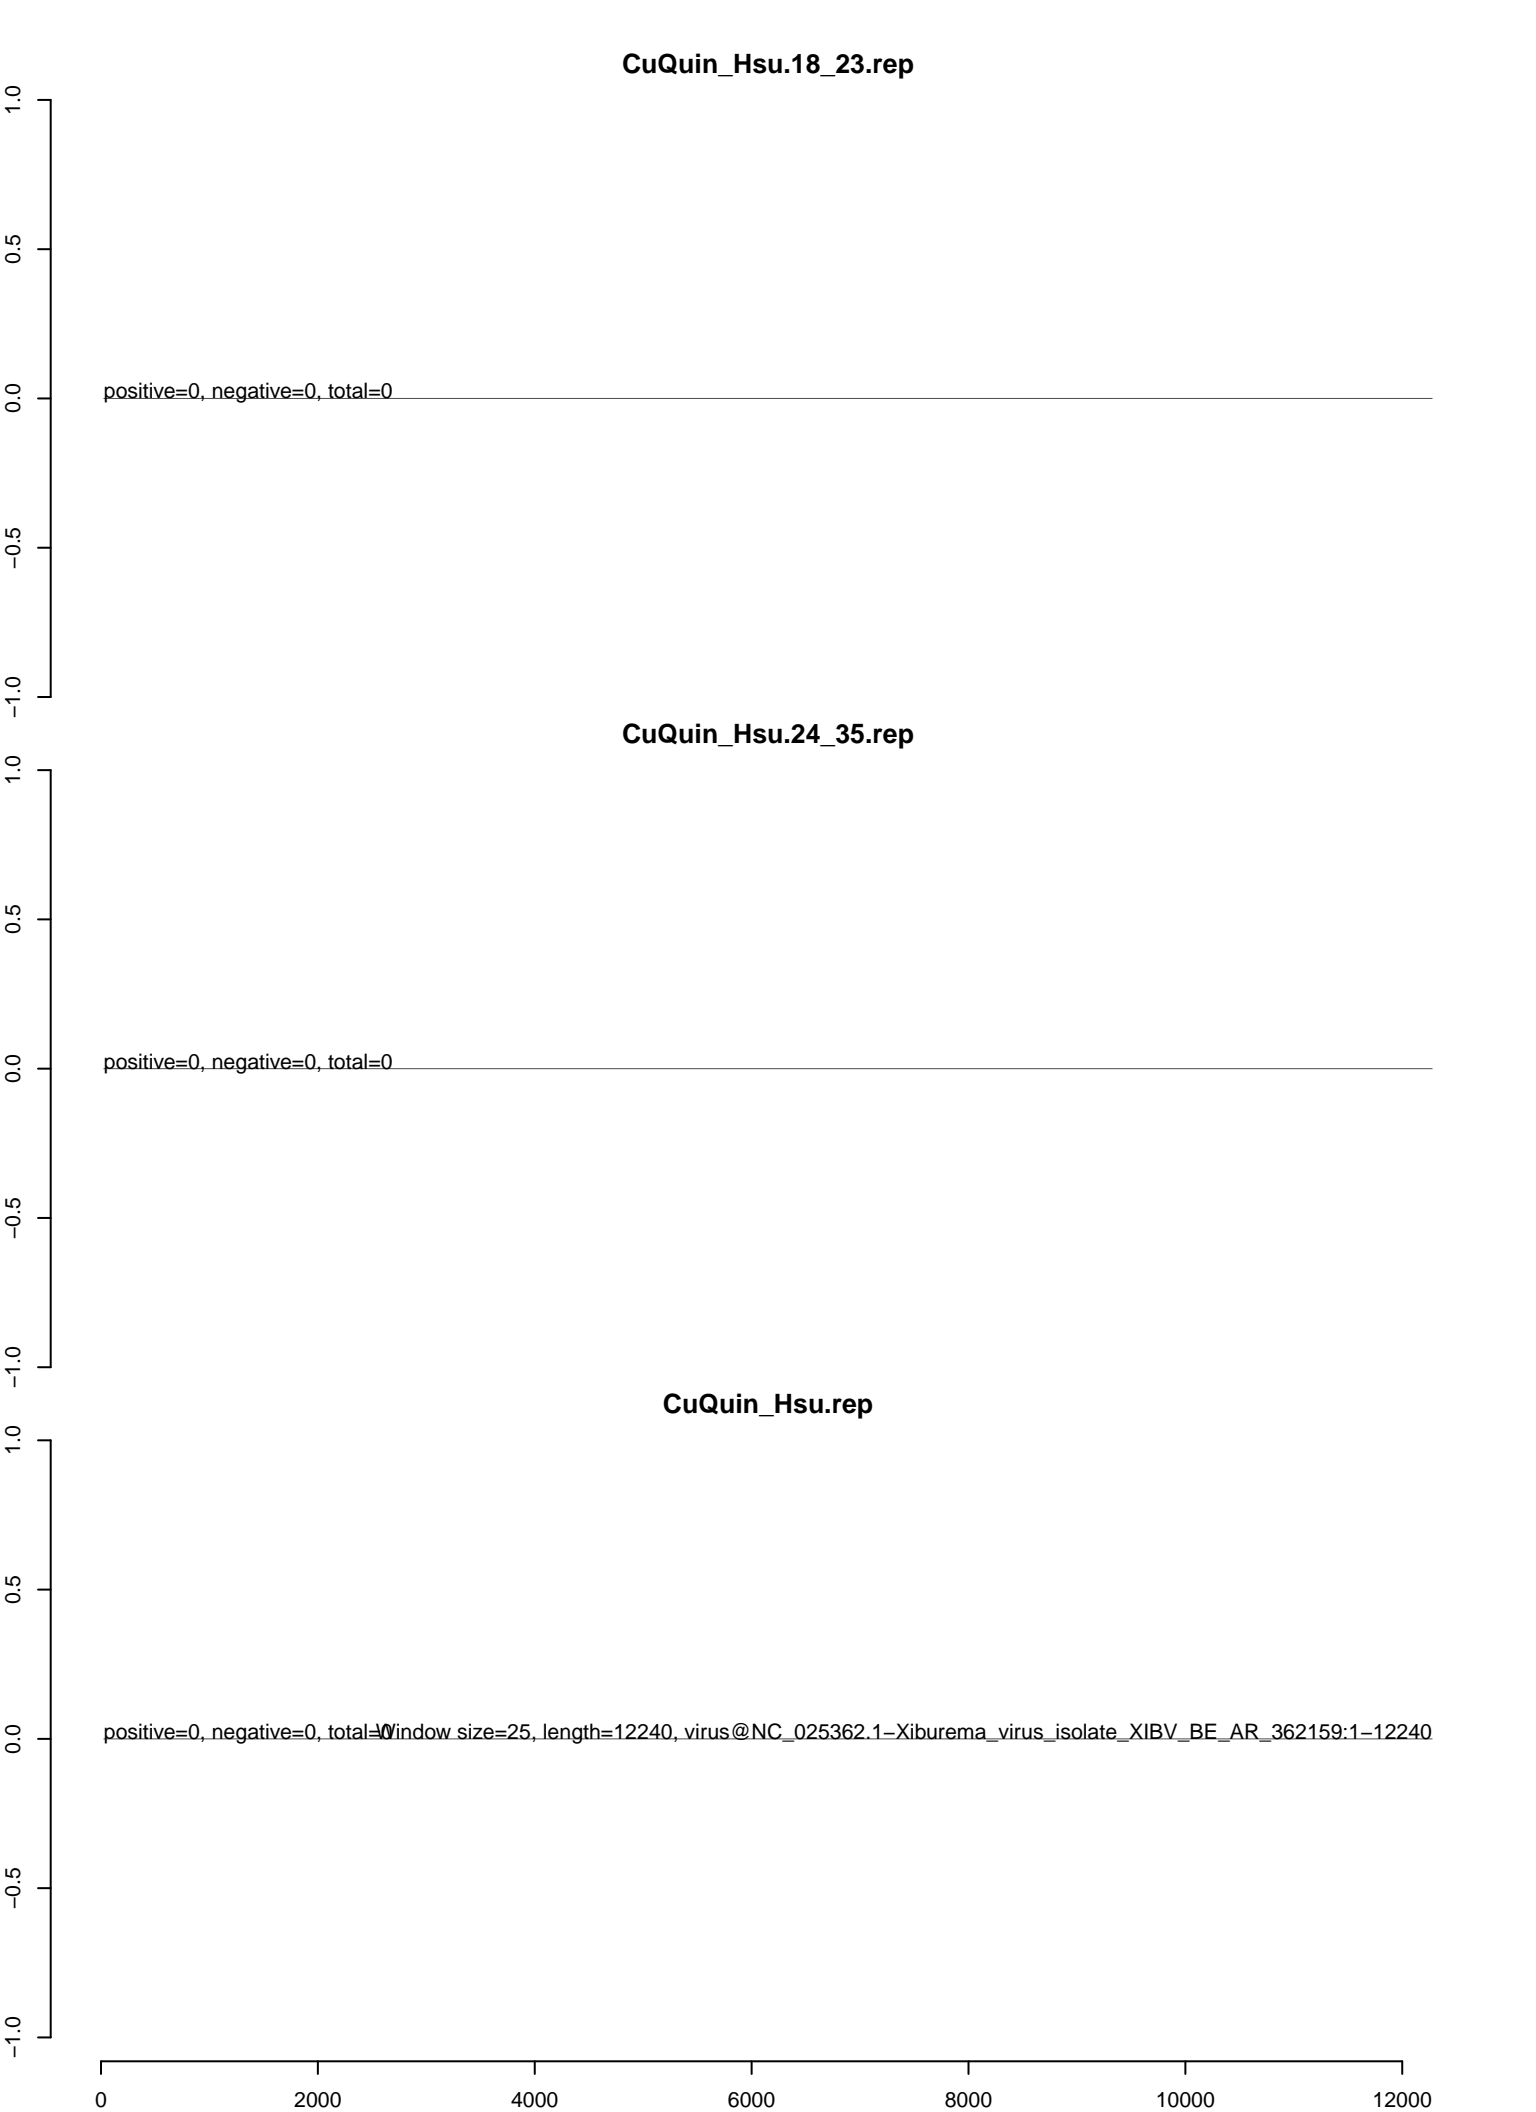 CuQuin_Hsu.18_23.rep
1.0
0.5
0.0
−0.5
−1.0
positive=0, negative=0, total=0
CuQuin_Hsu.24_35.rep
1.0
0.5
0.0
−0.5
−1.0
positive=0, negative=0, total=0
CuQuin_Hsu.rep
1.0
0.5
0.0
−0.5
−1.0
positive=0, negative=0, total=0
Window size=25, length=12240, virus@NC_025362.1−Xiburema_virus_isolate_XIBV_BE_AR_362159:1−12240
0 2000 4000 6000 8000 10000 12000